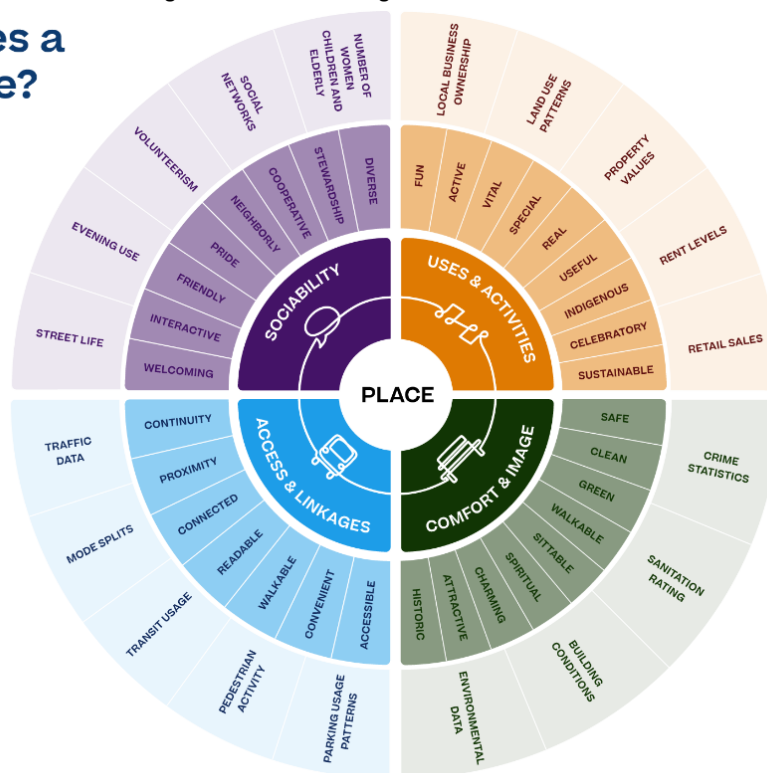 es a
e?
PLACE
SOCIABILITY
USES & ACTIVITIES
ACCESS & LINKAGES
COMFORT & IMAGE
WELCOMING
INTERACTIVE
FRIENDLY
PRIDE
NEIGHBORLY
COOPERATIVE
STEWARDSHIP
DIVERSE
STREET LIFE
EVENING USE
VOLUNTEERISM
SOCIAL
NETWORKS
NUMBER OF
WOMEN
CHILDREN AND
ELDERLY
FUN
ACTIVE
VITAL
SPECIAL
REAL
USEFUL
INDIGENOUS
CELEBRATORY
SUSTAINABLE
LOCAL BUSINESS
OWNERSHIP
LAND USE
PATTERNS
PROPERTY
VALUES
RENT LEVELS
RETAIL SALES
SAFE
CLEAN
GREEN
WALKABLE
SITTABLE
SPIRITUAL
CHARMING
ATTRACTIVE
HISTORIC
CRIME
STATISTICS
SANITATION
RATING
BUILDING
CONDITIONS
ENVIRONMENTAL
DATA
CONTINUITY
PROXIMITY
CONNECTED
READABLE
WALKABLE
CONVENIENT
ACCESSIBLE
TRAFFIC
DATA
MODE SPLITS
TRANSIT USAGE
PEDESTRIAN
ACTIVITY
PARKING USAGE
PATTERNS